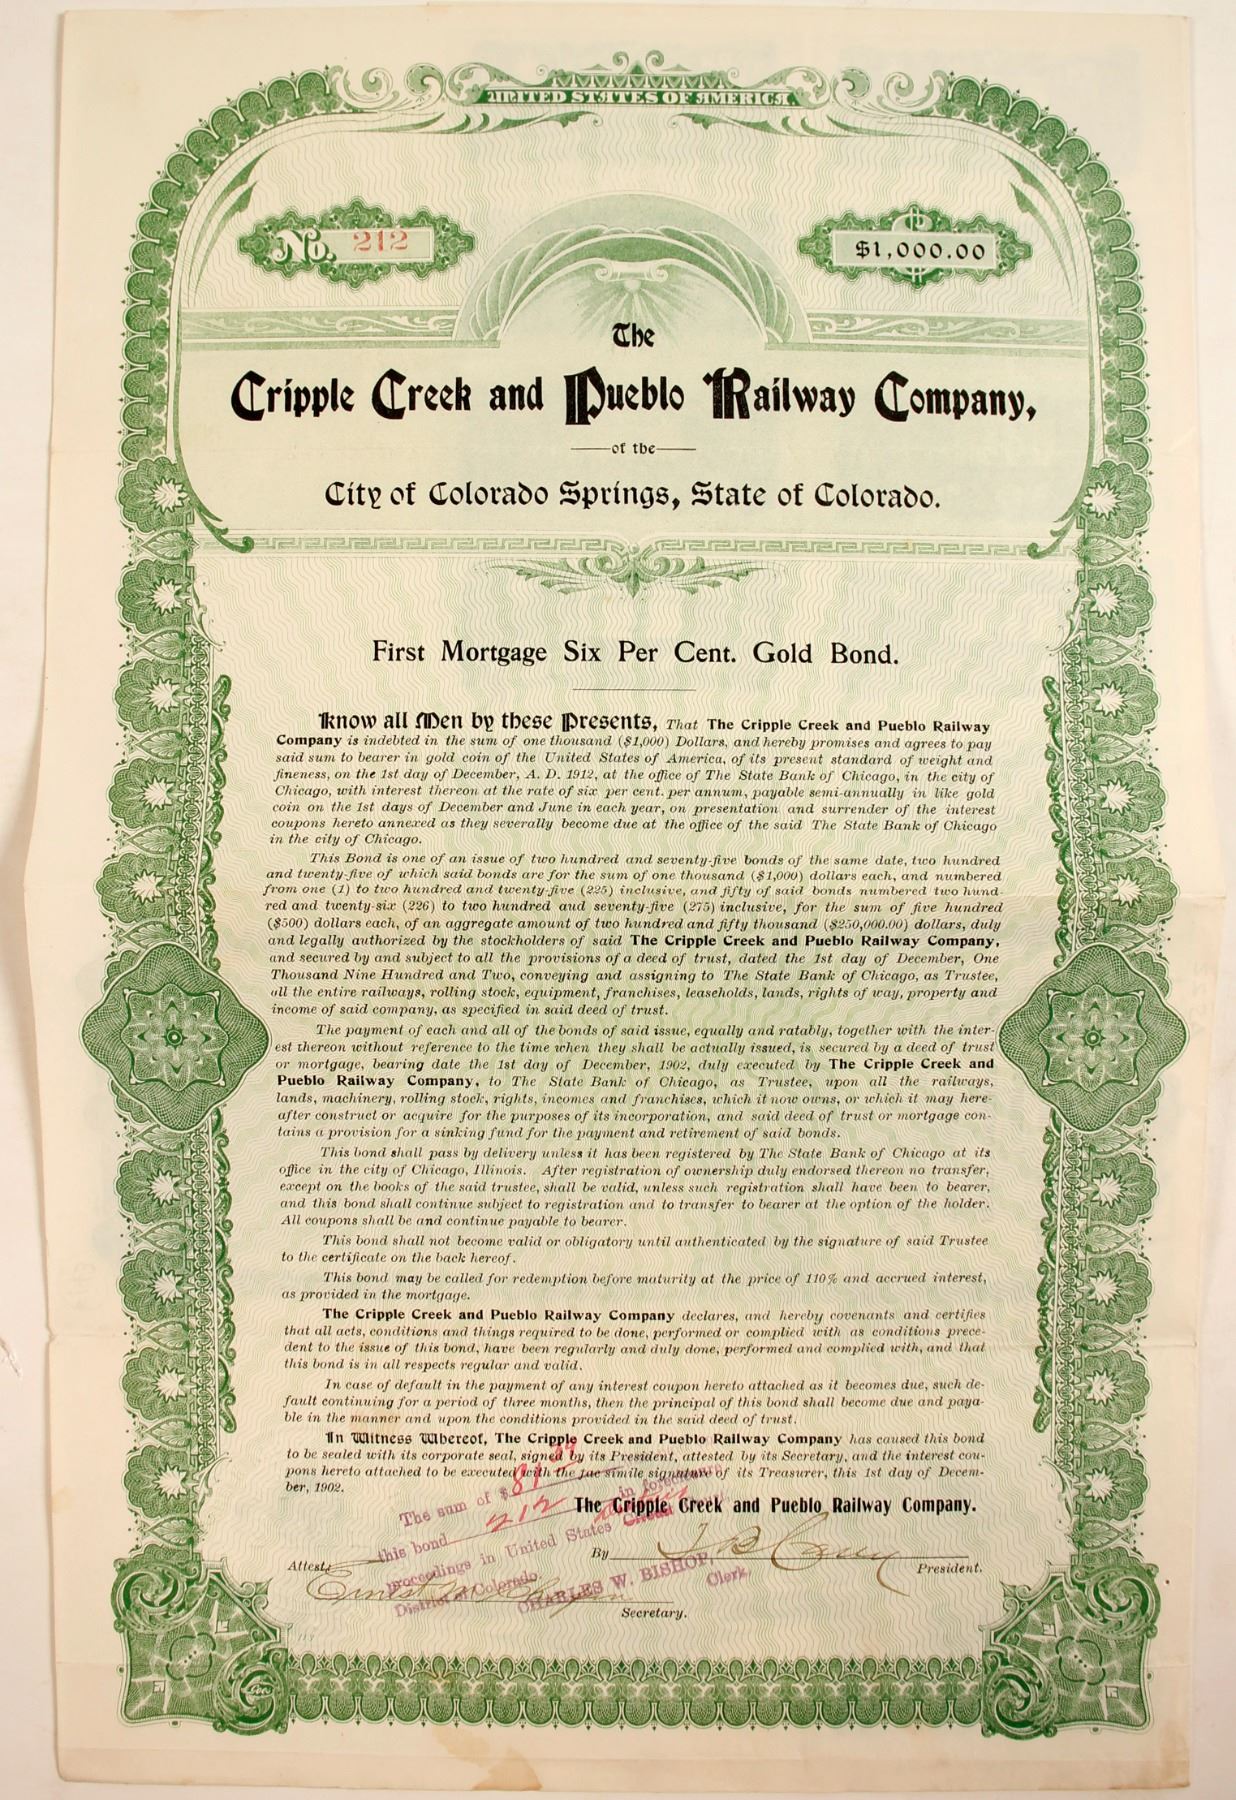 UNITED STATES OF AMERICA.
No. 212
$1,000.00
The
Cripple Creek and Pueblo Railway Company,
of the
City of Colorado Springs, State of Colorado.
First Mortgage Six Per Cent. Gold Bond.
Know all Men by these Presents, That The Cripple Creek and Pueblo Railway
Company is indebted in the sum of one thousand ($1,000) Dollars, and hereby promises and agrees to pay
said sum to bearer in gold coin of the United States of America, of its present standard of weight and
fineness, on the 1st day of December, A. D. 1912, at the office of The State Bank of Chicago, in the city of
Chicago, with interest thereon at the rate of six per cent. per annum, payable semi-annually in like gold
coin on the 1st days of December and June in each year, on presentation and surrender of the interest
coupons hereto annexed as they severally become due at the office of the said The State Bank of Chicago
in the city of Chicago.
This Bond is one of an issue of two hundred and seventy-five bonds of the same date, two hundred
and twenty-five of which said bonds are for the sum of one thousand ($1,000) dollars each, and numbered
from one (1) to two hundred and twenty-five (225) inclusive, and fifty of said bonds numbered two hund-
red and twenty-six (226) to two hundred aud seventy-five (275) inclusive, for the sum of five hundred
($500) dollars each, of an aggregate amount of two hundred and fifty thousand ($250,000.00) dollars, duly
and legally authorized by the stockholders of said The Cripple Creek and Pueblo Railway Company,
and secured by and subject to all the provisions of a deed of trust, dated the 1st day of December, One
Thousand Nine Hundred and Two, conveying and assigning to The State Bank of Chicago, as Trustee,
all the entire railways, rolling stock, equipment, franchises, leaseholds, lands, rights of way, property and
income of said company, as specified in said deed of trust.
The payment of each and all of the bonds of said issue, equally and ratably, together with the inter-
est thereon without reference to the time when they shall be actually issued, is secured by a deed of trust
or mortgage, bearing date the 1st day of December, 1902, duly executed by The Cripple Creek and
Pueblo Railway Company, to The State Bank of Chicago, as Trustee, upon all the railways,
lands, machinery, rolling stock, rights, incomes and franchises, which it now owns, or which it may here-
after construct or acquire for the purposes of its incorporation, and said deed of trust or mortgage con-
tains a provision for a sinking fund for the payment and retirement of said bonds.
This bond shall pass by delivery unless it has been registered by The State Bank of Chicago at its
office in the city of Chicago, Illinois. After registration of ownership duly endorsed thereon no transfer,
except on the books of the said trustee, shall be valid, unless such registration shall have been to bearer,
and this bond shall continue subject to registration and to transfer to bearer at the option of the holder.
All coupons shall be and continue payable to bearer.
This bond shall not become valid or obligatory until authenticated by the signature of said Trustee
to the certificate on the back hereof.
This bond may be called for redemption before maturity at the price of 110% and accrued interest,
as provided in the mortgage.
The Cripple Creek and Pueblo Railway Company declares, and hereby covenants and certifies
that all acts, conditions and things required to be done, performed or complied with as conditions prece-
dent to the issue of this bond, have been regularly and duly done, performed and complied with, and that
this bond is in all respects regular and valid.
In case of default in the payment of any interest coupon hereto attached as it becomes due, such de-
fault continuing for a period of three months, then the principal of this bond shall become due and paya-
ble in the manner and upon the conditions provided in the said deed of trust.
In Witness Whereof, The Cripple Creek and Pueblo Railway Company has caused this bond
to be sealed with its corporate seal, signed by its President, attested by its Secretary, and the interest cou-
pons hereto attached to be executed with the fac simile signature of its Treasurer, this 1st day of Decem-
ber, 1902.
The Cripple Creek and Pueblo Railway Company.
The sum of $ 81
this bond 212 in foreclosure
proceedings in United States Circuit
District of Colorado
CHARLES W. BISHOP,
Clerk.
By
President.
Attest:
Ernest
Secretary.